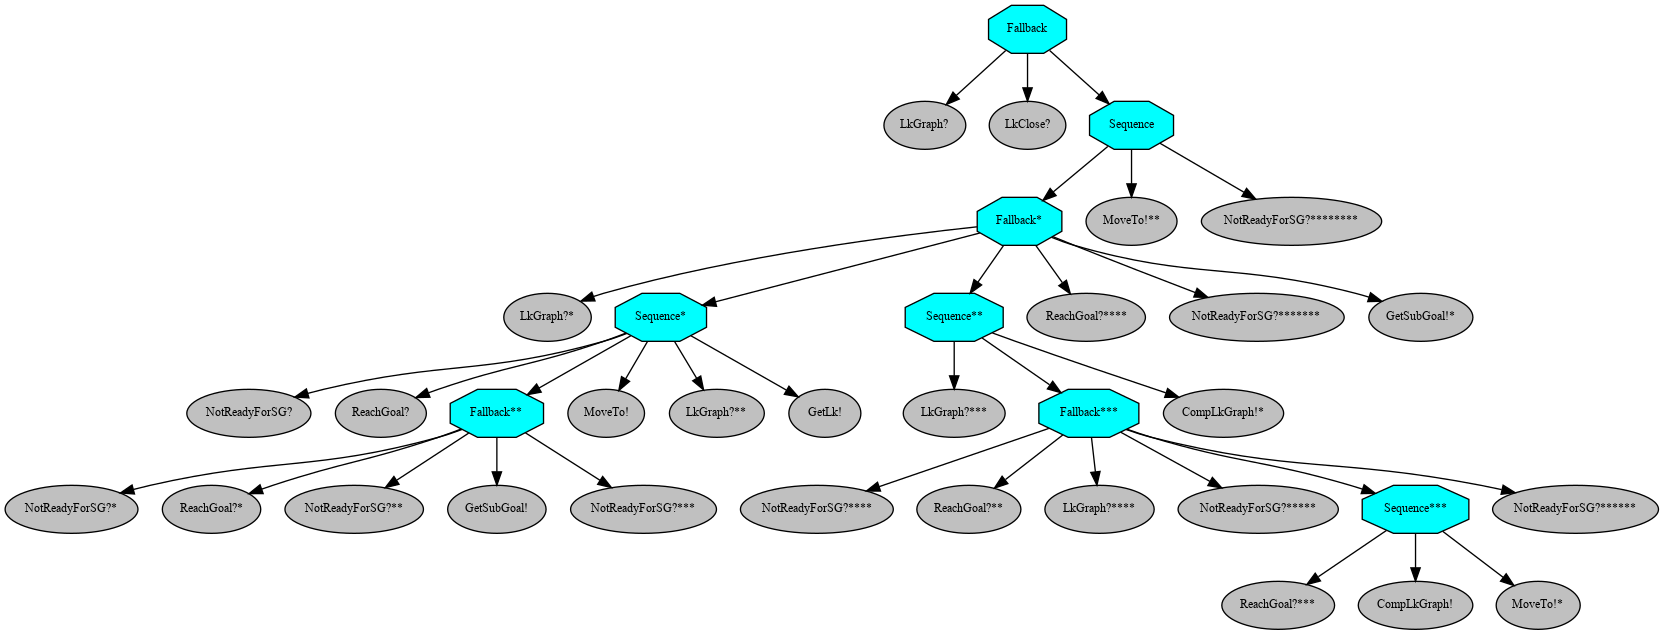 Fallback
LkGraph?
LkClose?
Sequence
Fallback*
MoveTo!**
NotReadyForSG?********
LkGraph?*
Sequence*
Sequence**
ReachGoal?****
NotReadyForSG?*******
GetSubGoal!*
NotReadyForSG?
ReachGoal?
Fallback**
MoveTo!
LkGraph?**
GetLk!
LkGraph?***
Fallback***
CompLkGraph!*
NotReadyForSG?*
ReachGoal?*
NotReadyForSG?**
GetSubGoal!
NotReadyForSG?***
NotReadyForSG?****
ReachGoal?**
LkGraph?****
NotReadyForSG?*****
Sequence***
NotReadyForSG?******
ReachGoal?***
CompLkGraph!
MoveTo!*